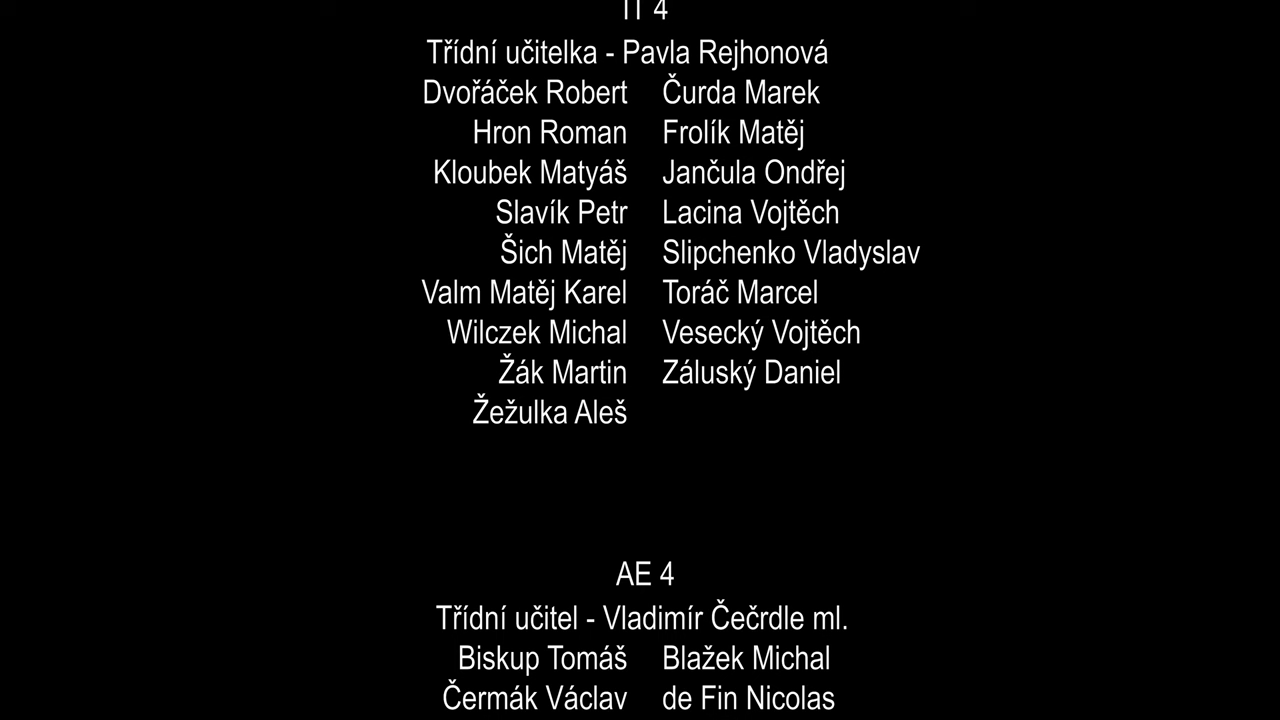 IT 4
Třídní učitelka - Pavla Rejhonová
Dvořáček Robert Čurda Marek
Hron Roman Frolík Matěj
Kloubek Matyáš Jančula Ondřej
Slavík Petr Lacina Vojtěch
Šich Matěj Slipchenko Vladyslav
Valm Matěj Karel Toráč Marcel
Wilczek Michal Vesecký Vojtěch
Žák Martin Záluský Daniel
Žežulka Aleš
AE 4
Třídní učitel - Vladimír Čečrdle ml.
Biskup Tomáš Blažek Michal
Čermák Václav de Fin Nicolas